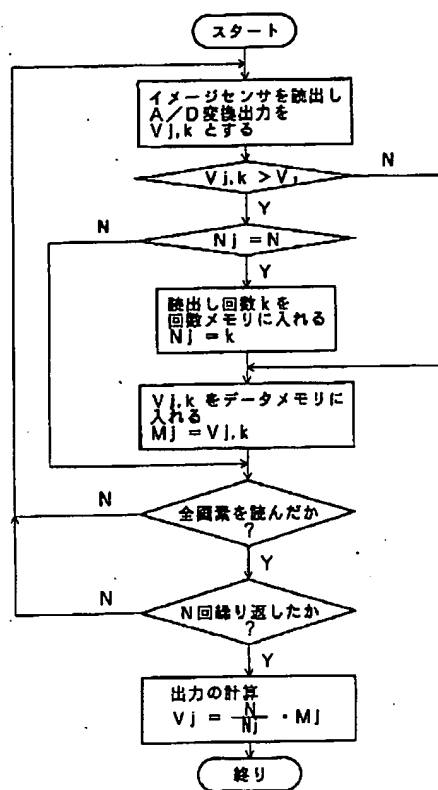 スタート
イメージセンサを読出し
A/D変換出力を
Vj,kとする
Vj,k>V₁
N
Y
Nj=N
N
Y
読出し回数kを
回数メモリに入れる
Nj=k
Vj,kをデータメモリに
入れる
Mj=Vj,k
全画素を読んだか
?
N
Y
N回繰り返したか
?
N
Y
出力の計算
Vj=N/Nj・Mj
終り